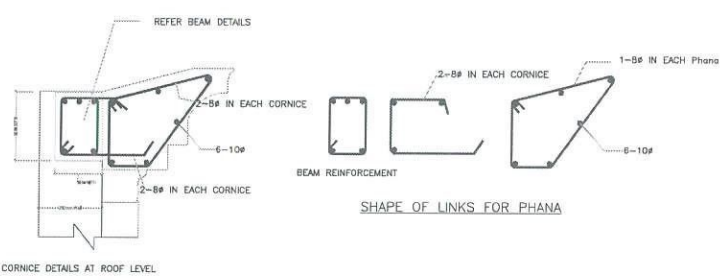 REFER BEAM DETAILS
2-8ø IN EACH CORNICE
6-10ø
2-8ø IN EACH CORNICE
CORNICE DETAILS AT ROOF LEVEL
2-8ø IN EACH CORNICE
1-8ø IN EACH Phana
6-10ø
BEAM REINFORCEMENT
SHAPE OF LINKS FOR PHANA